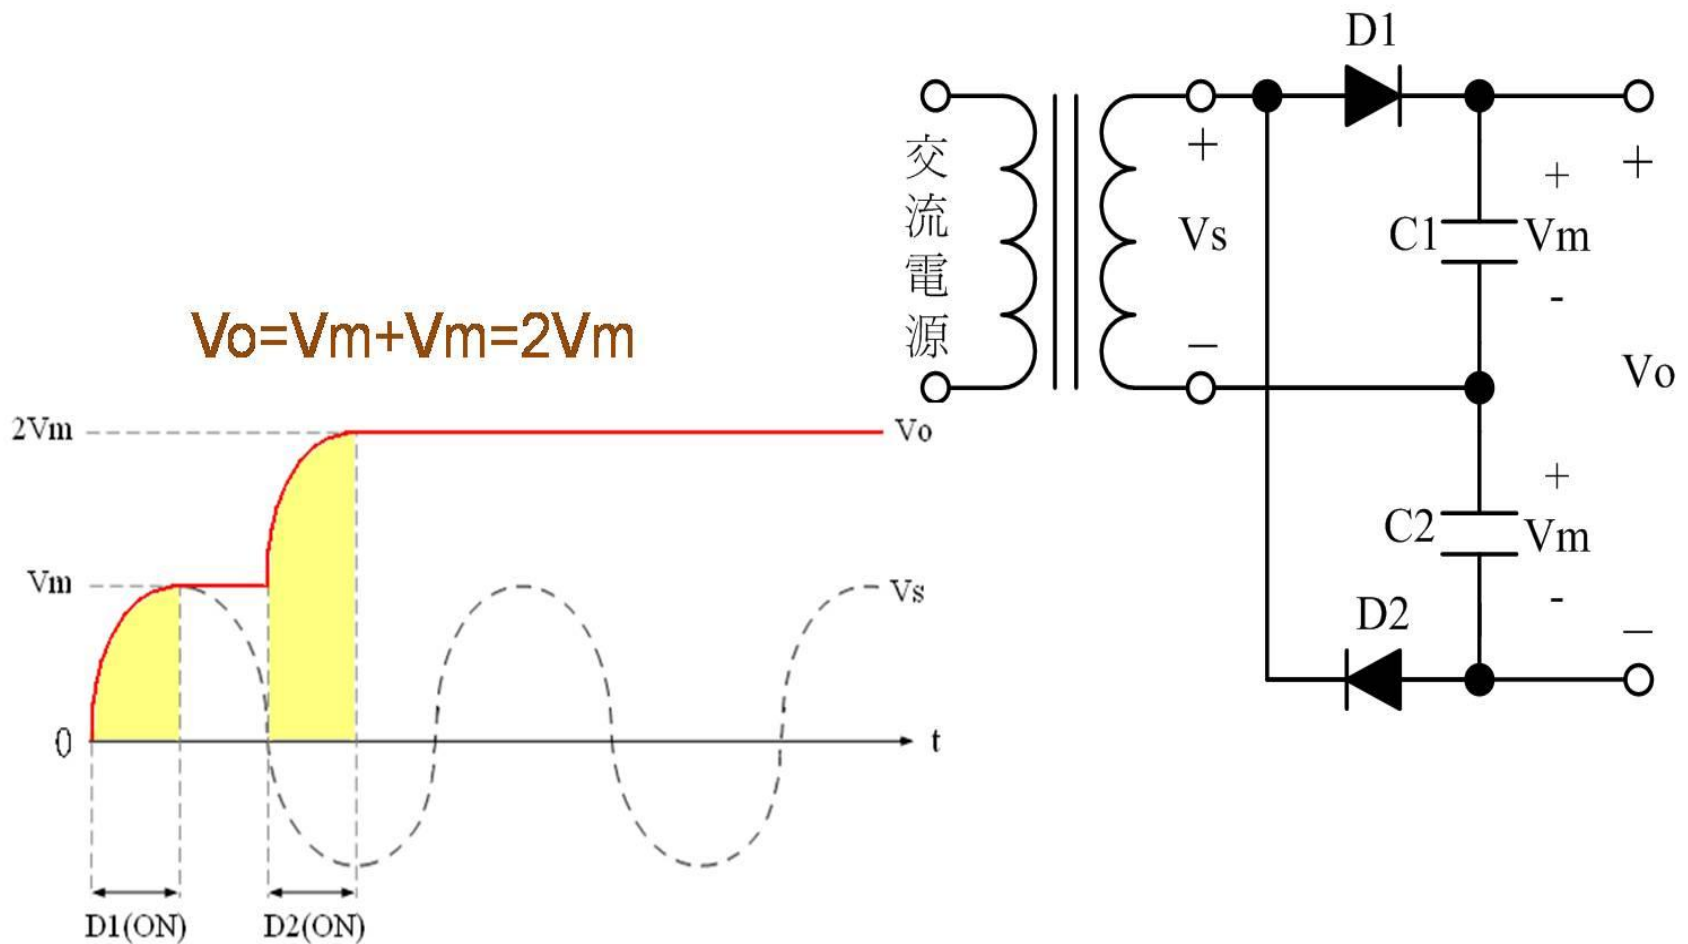 D1
交流電源
+
Vs
−
C1
+
Vm
-
+
Vo
−
C2
+
Vm
-
D2
Vo=Vm+Vm=2Vm
2Vm
Vo
Vm
Vs
0
t
D1(ON)
D2(ON)